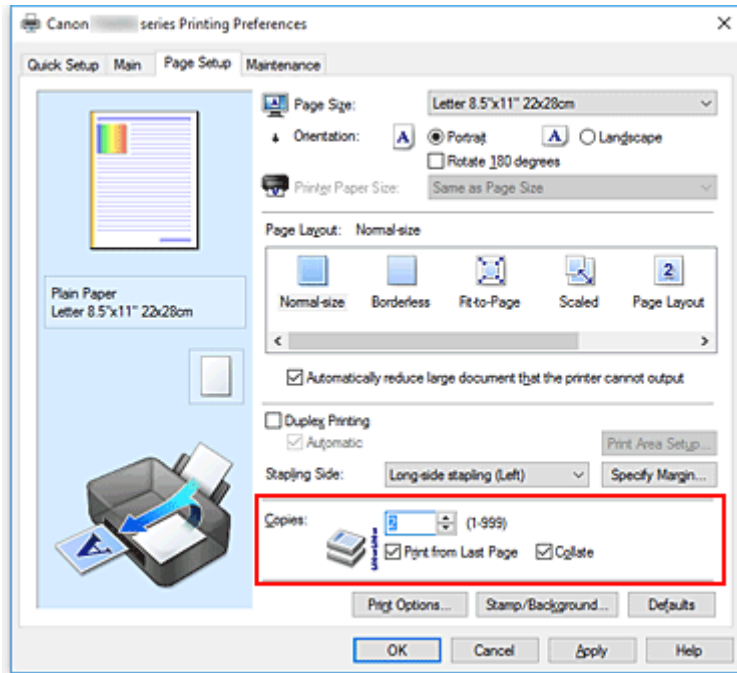 Canon series Printing Preferences
Quick Setup Main Page Setup Maintenance
Page Size: Letter 8.5"x11" 22x28cm
Orientation: A Portrait A Landscape
Rotate 180 degrees
Printer Paper Size: Same as Page Size
Page Layout: Normal-size
2
Normal-size Borderless Fit-to-Page Scaled Page Layout
Plain Paper
Letter 8.5"x11" 22x28cm
Automatically reduce large document that the printer cannot output
Duplex Printing
Automatic Print Area Setup...
Stapling Side: Long-side stapling (Left) Specify Margin...
Copies: 2 (1-999)
Print from Last Page Collate
A
Print Options... Stamp/Background... Defaults
OK Cancel Apply Help